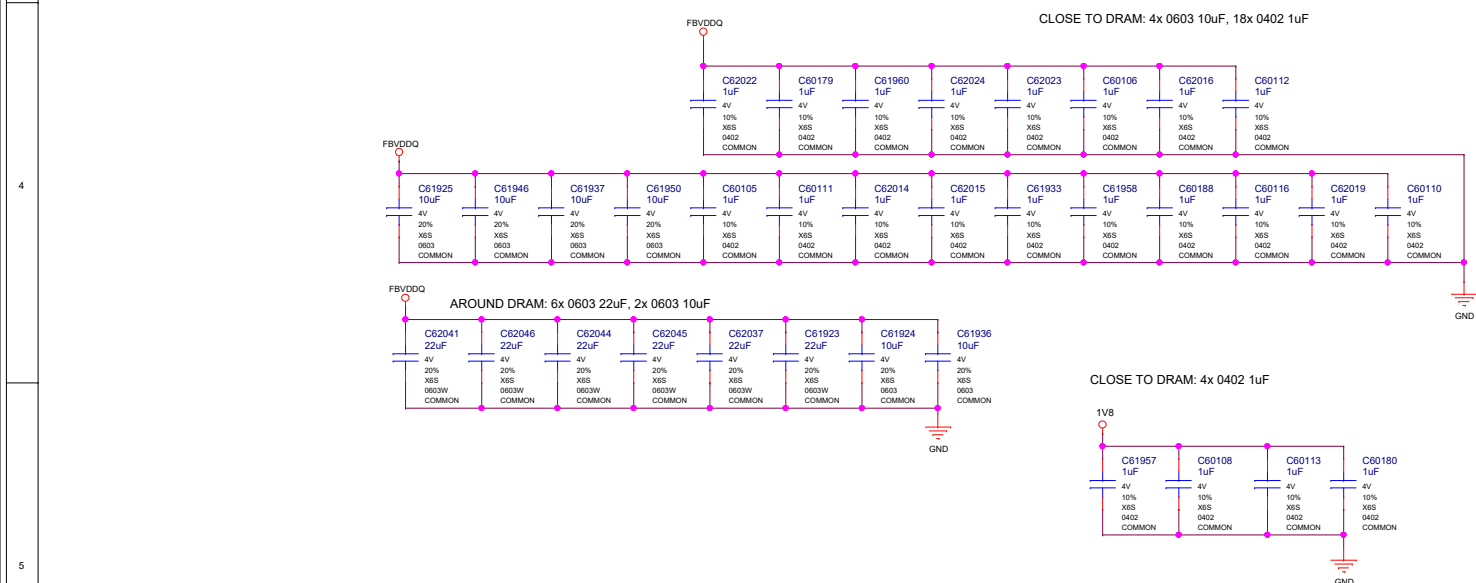 CLOSE TO DRAM: 4x 0603 10uF, 18x 0402 1uF
FBVDDQ
C62022 C60179 C61960 C62024 C62023 C60106 C62016 C60112
1uF 1uF 1uF 1uF 1uF 1uF 1uF 1uF
4V 4V 4V 4V 4V 4V 4V 4V
10% 10% 10% 10% 10% 10% 10% 10%
X6S X6S X6S X6S X6S X6S X6S X6S
0402 0402 0402 0402 0402 0402 0402 0402
COMMON COMMON COMMON COMMON COMMON COMMON COMMON COMMON
FBVDDQ
4
C61925 C61946 C61937 C61950 C60105 C60111 C62014 C62015 C61933 C61958 C60188 C60116 C62019 C60110
10uF 10uF 10uF 10uF 1uF 1uF 1uF 1uF 1uF 1uF 1uF 1uF 1uF 1uF
4V 4V 4V 4V 4V 4V 4V 4V 4V 4V 4V 4V 4V 4V
20% 20% 20% 20% 10% 10% 10% 10% 10% 10% 10% 10% 10% 10%
X6S X6S X6S X6S X6S X6S X6S X6S X6S X6S X6S X6S X6S X6S
0603 0603 0603 0603 0402 0402 0402 0402 0402 0402 0402 0402 0402 0402
COMMON COMMON COMMON COMMON COMMON COMMON COMMON COMMON COMMON COMMON COMMON COMMON COMMON COMMON
GND
FBVDDQ
AROUND DRAM: 6x 0603 22uF, 2x 0603 10uF
C62041 C62046 C62044 C62045 C62037 C61923 C61924 C61936
22uF 22uF 22uF 22uF 22uF 22uF 10uF 10uF
4V 4V 4V 4V 4V 4V 4V 4V
20% 20% 20% 20% 20% 20% 20% 20%
X6S X6S X6S X6S X6S X6S X6S X6S
0603W 0603W 0603W 0603W 0603W 0603W 0603 0603
COMMON COMMON COMMON COMMON COMMON COMMON COMMON COMMON
GND
CLOSE TO DRAM: 4x 0402 1uF
1V8
C61957 C60108 C60113 C60180
1uF 1uF 1uF 1uF
4V 4V 4V 4V
10% 10% 10% 10%
X6S X6S X6S X6S
0402 0402 0402 0402
COMMON COMMON COMMON COMMON
5
GND